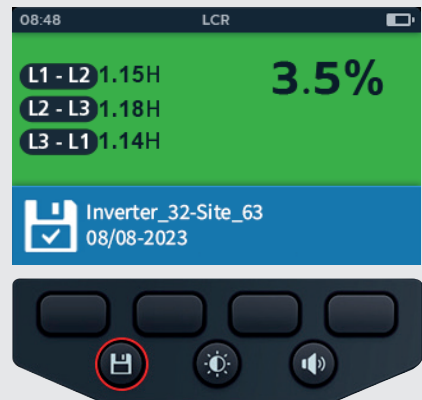 08:48 LCR
L1 - L2 1.15H 3.5%
L2 - L3 1.18H
L3 - L1 1.14H
Inverter_32-Site_63
08/08-2023